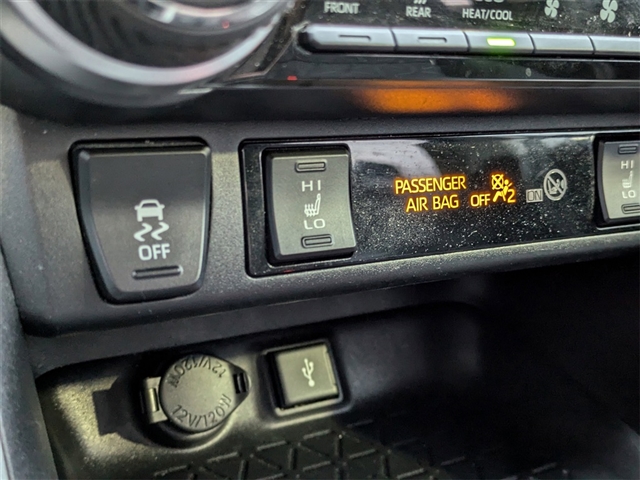 FRONT
REAR
HEAT/COOL
OFF
HI
LO
PASSENGER
AIR BAG OFF 2
ON
HI
LO
12V/120W
12V/120W